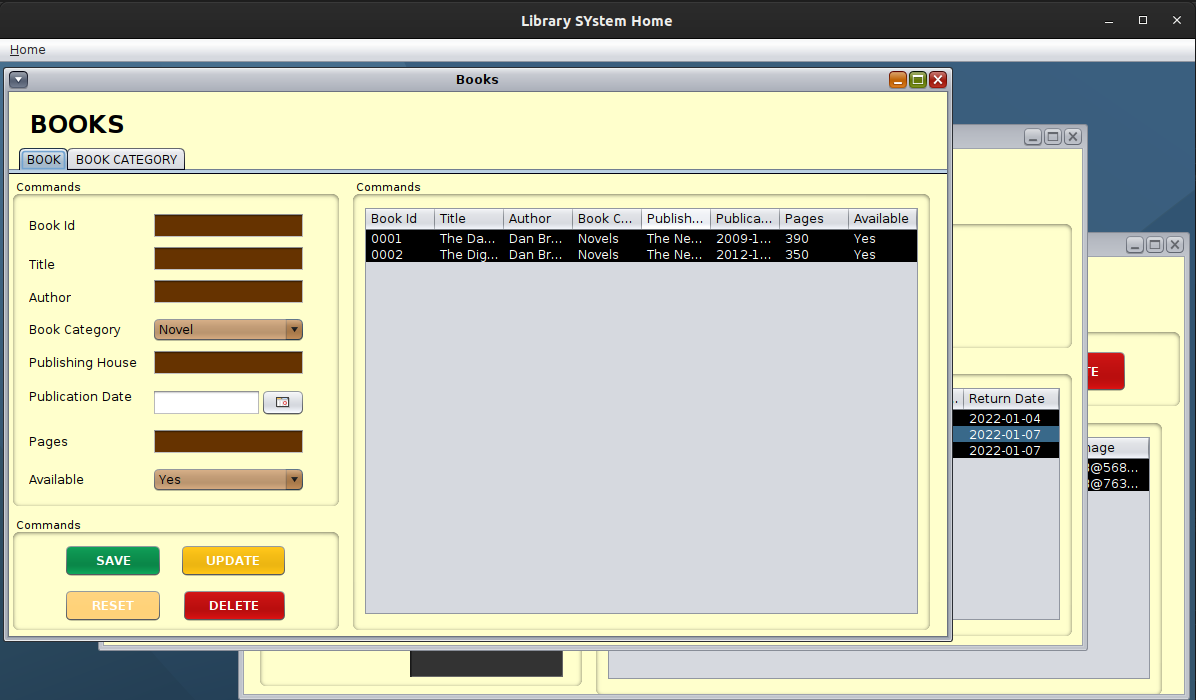 Library SYstem Home
Home
Books
BOOKS
BOOK BOOK CATEGORY
Commands
Book Id
Title
Author
Book Category Novel
Publishing House
Publication Date
Pages
Available Yes
Commands
SAVE UPDATE
RESET DELETE
Commands
Book Id Title Author Book C... Publish... Publica... Pages Available
0001 The Da... Dan Br... Novels The Ne... 2009-1... 390 Yes
0002 The Dig... Dan Br... Novels The Ne... 2012-1... 350 Yes
Return Date
2022-01-04
2022-01-07
2022-01-07
@568...
@763...